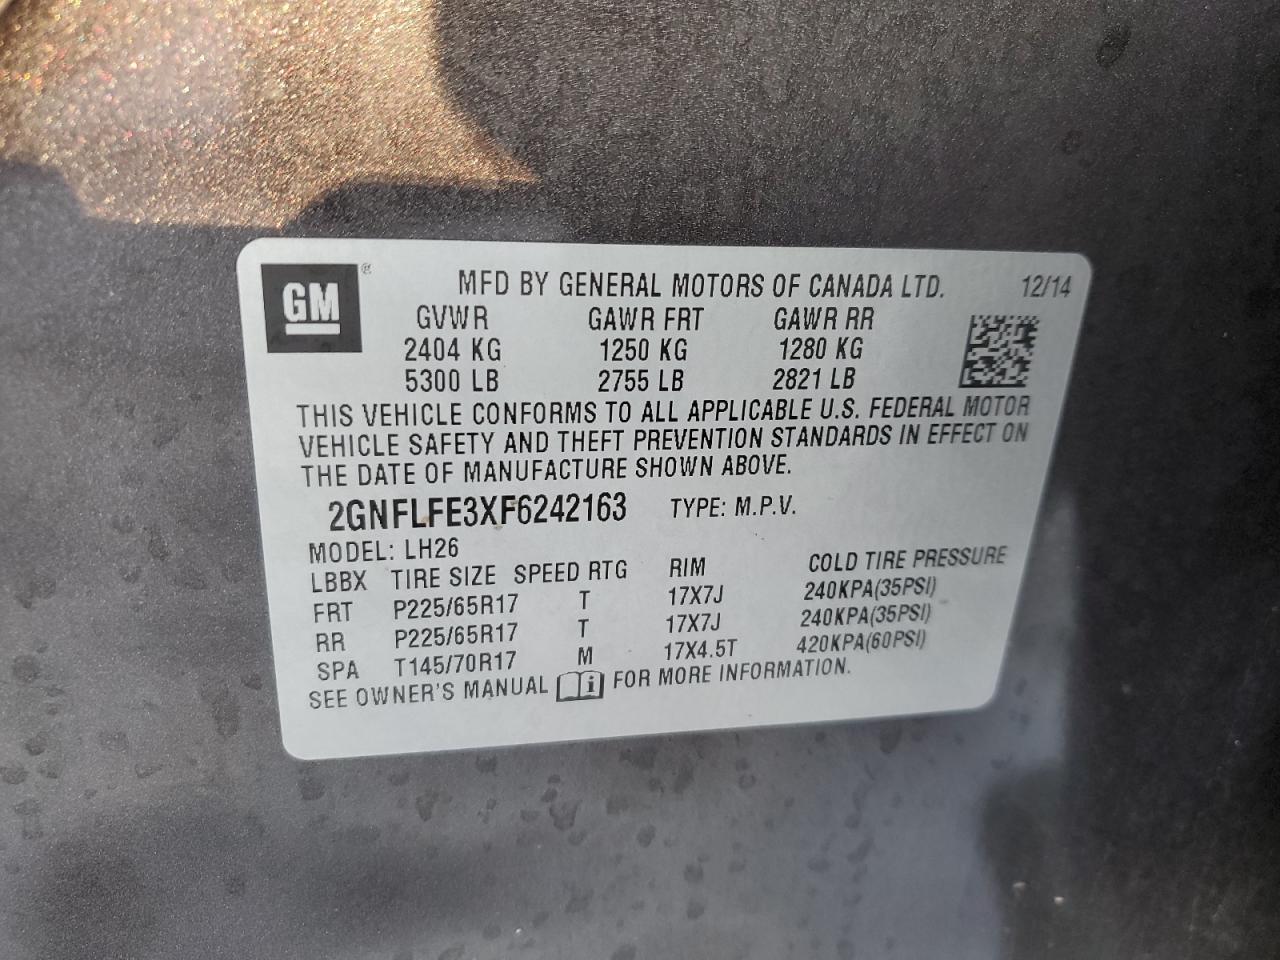 GM ®
MFD BY GENERAL MOTORS OF CANADA LTD. 12/14
GVWR GAWR FRT GAWR RR
2404 KG 1250 KG 1280 KG
5300 LB 2755 LB 2821 LB
THIS VEHICLE CONFORMS TO ALL APPLICABLE U.S. FEDERAL MOTOR
VEHICLE SAFETY AND THEFT PREVENTION STANDARDS IN EFFECT ON
THE DATE OF MANUFACTURE SHOWN ABOVE.
2GNFLFE3XF6242163 TYPE: M.P.V.
MODEL: LH26
LBBX TIRE SIZE SPEED RTG RIM COLD TIRE PRESSURE
FRT P225/65R17 T 17X7J 240KPA(35PSI)
RR P225/65R17 T 17X7J 240KPA(35PSI)
SPA T145/70R17 M 17X4.5T 420KPA(60PSI)
SEE OWNER'S MANUAL i FOR MORE INFORMATION.